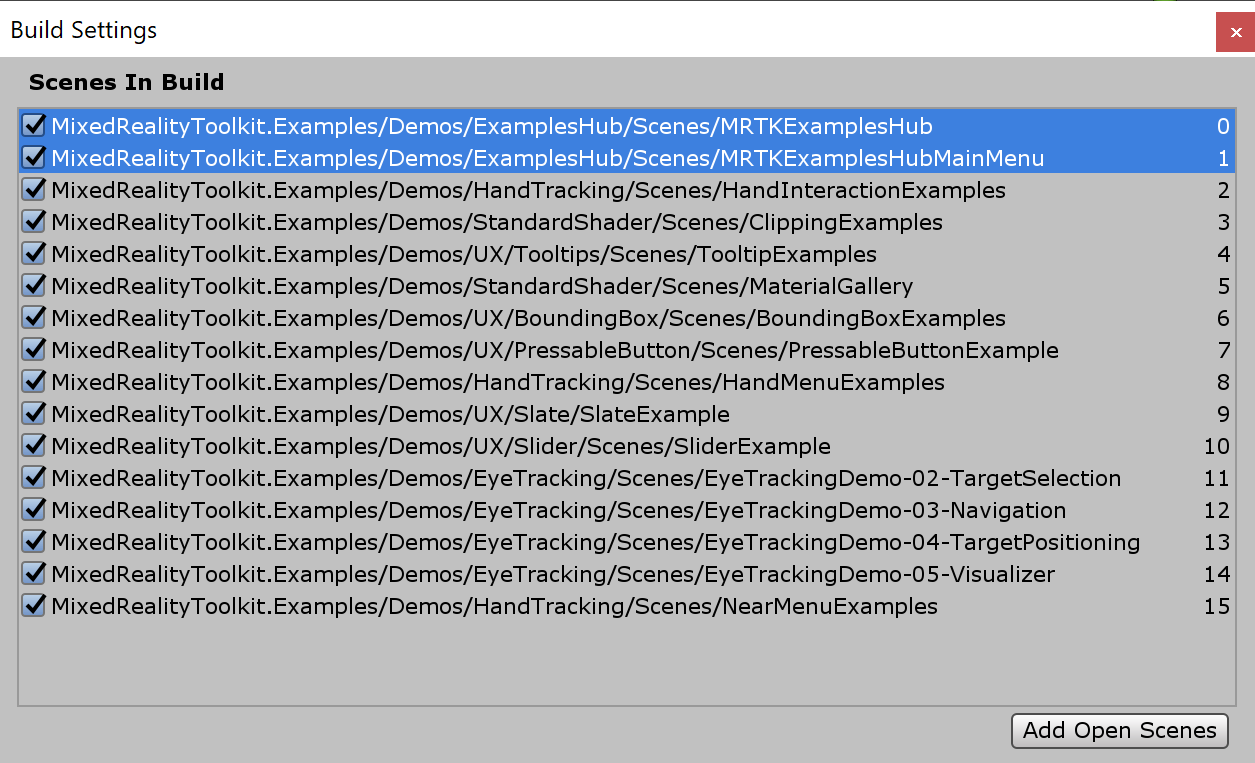 Build Settings
×
Scenes In Build
MixedRealityToolkit.Examples/Demos/ExamplesHub/Scenes/MRTKExamplesHub 0
MixedRealityToolkit.Examples/Demos/ExamplesHub/Scenes/MRTKExamplesHubMainMenu 1
MixedRealityToolkit.Examples/Demos/HandTracking/Scenes/HandInteractionExamples 2
MixedRealityToolkit.Examples/Demos/StandardShader/Scenes/ClippingExamples 3
MixedRealityToolkit.Examples/Demos/UX/Tooltips/Scenes/TooltipExamples 4
MixedRealityToolkit.Examples/Demos/StandardShader/Scenes/MaterialGallery 5
MixedRealityToolkit.Examples/Demos/UX/BoundingBox/Scenes/BoundingBoxExamples 6
MixedRealityToolkit.Examples/Demos/UX/PressableButton/Scenes/PressableButtonExample 7
MixedRealityToolkit.Examples/Demos/HandTracking/Scenes/HandMenuExamples 8
MixedRealityToolkit.Examples/Demos/UX/Slate/SlateExample 9
MixedRealityToolkit.Examples/Demos/UX/Slider/Scenes/SliderExample 10
MixedRealityToolkit.Examples/Demos/EyeTracking/Scenes/EyeTrackingDemo-02-TargetSelection 11
MixedRealityToolkit.Examples/Demos/EyeTracking/Scenes/EyeTrackingDemo-03-Navigation 12
MixedRealityToolkit.Examples/Demos/EyeTracking/Scenes/EyeTrackingDemo-04-TargetPositioning 13
MixedRealityToolkit.Examples/Demos/EyeTracking/Scenes/EyeTrackingDemo-05-Visualizer 14
MixedRealityToolkit.Examples/Demos/HandTracking/Scenes/NearMenuExamples 15
Add Open Scenes